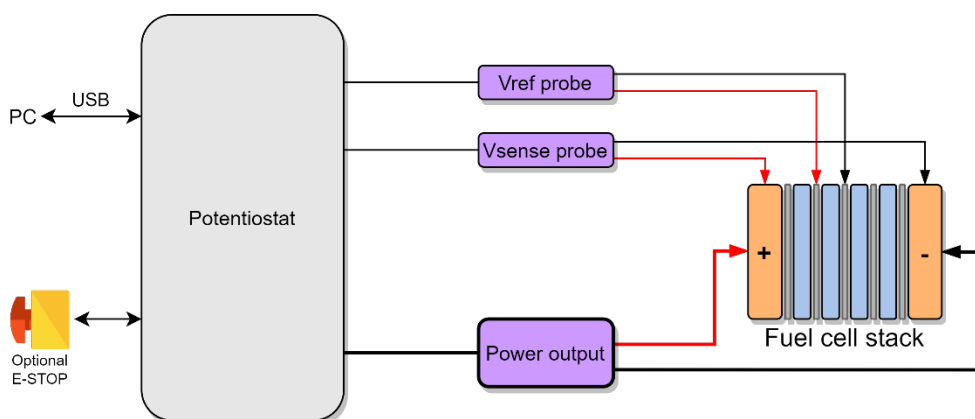 Vref probe
USB
PC
Vsense probe
Potentiostat
+
-
Fuel cell stack
Power output
Optional
E-STOP